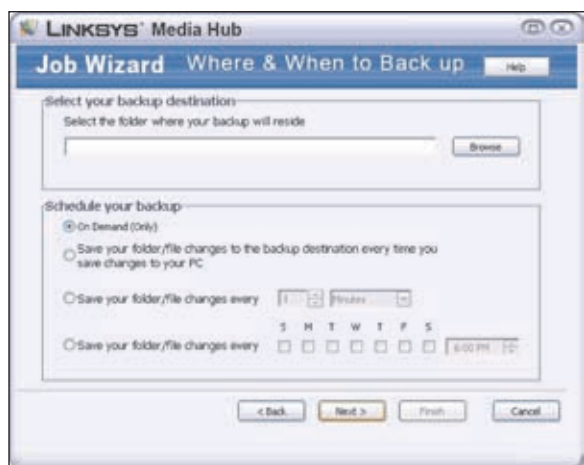 LINKSYS® Media Hub
Job Wizard Where & When to Back up Help
Select your backup destination
Select the folder where your backup will reside
Browse
Schedule your backup
On Demand (Only)
Save your folder/file changes to the backup destination every time you
save changes to your PC
Save your folder/file changes every Minutes
S M T W T F S
Save your folder/file changes every 6:00 PM
< Back Next > Finish Cancel